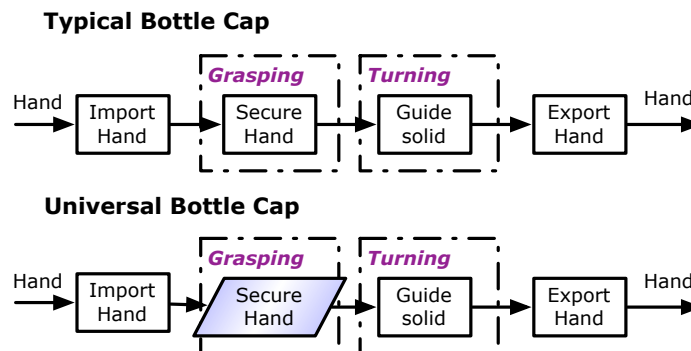 Typical Bottle Cap
Grasping
Turning
Hand
Import
Hand
Secure
Hand
Guide
solid
Export
Hand
Hand
Universal Bottle Cap
Grasping
Turning
Hand
Import
Hand
Secure
Hand
Guide
solid
Export
Hand
Hand